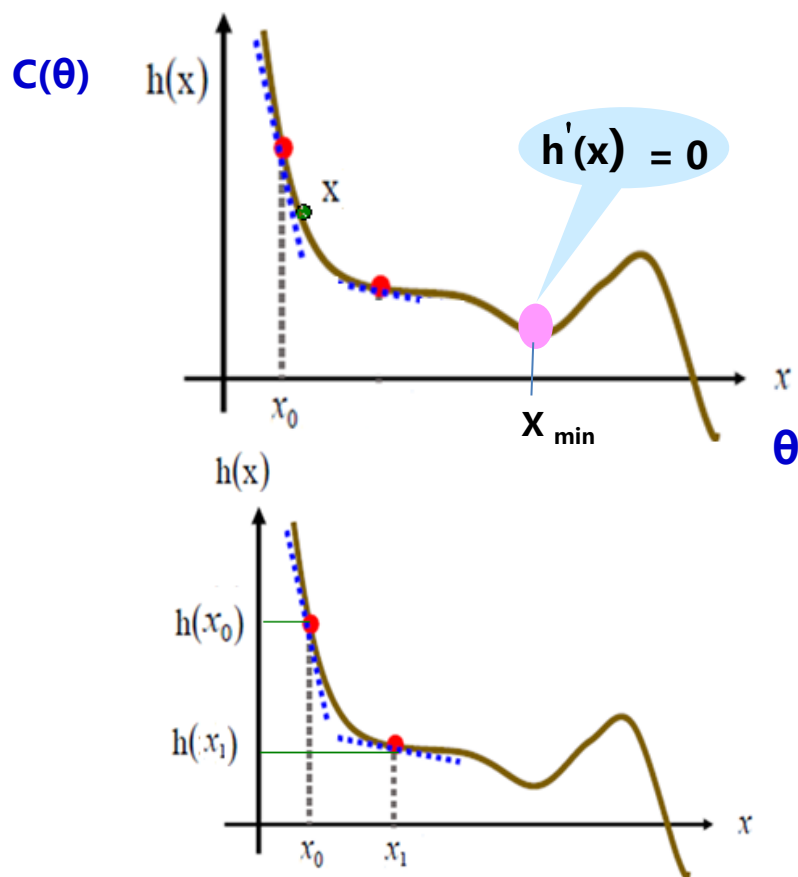 C(θ)
h(x)
h'(x) = 0
x
x
x₀
X min
θ
h(x)
h(x₀)
h(x₁)
x₀
x₁
x